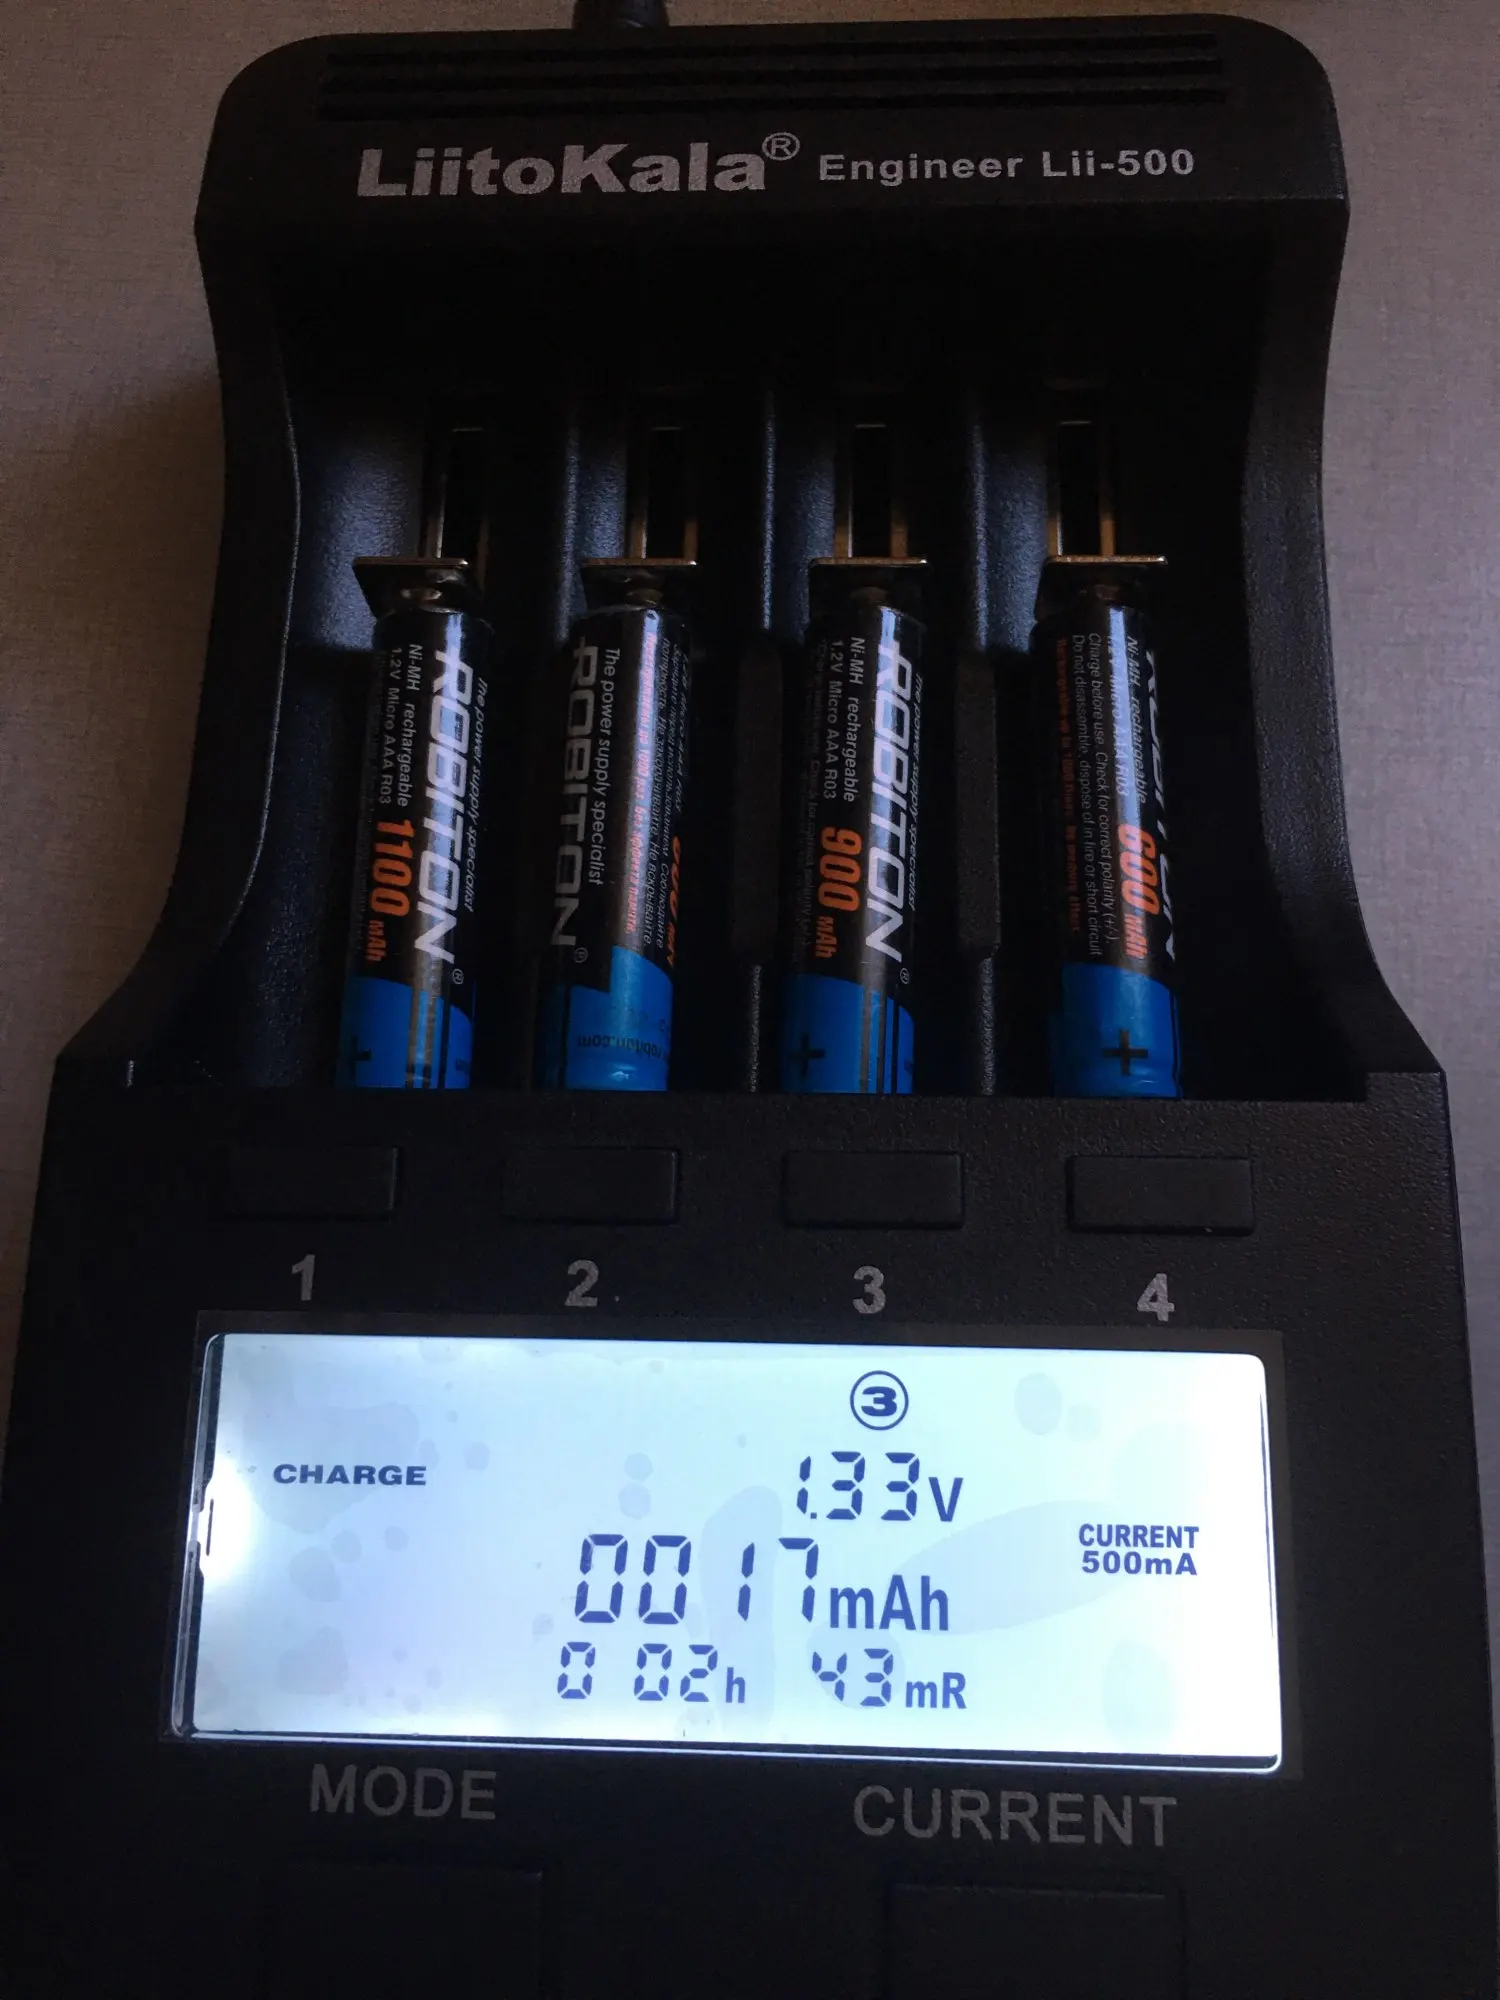 LiitoKala® Engineer Lii-500
The power supply specialist
ROBITON®
Ni-MH rechargeable
1.2V Micro AAA R03
1100 mAh
The power supply specialist
ROBITON®
robiton.com
The power supply specialist
ROBITON®
Ni-MH rechargeable
1.2V Micro AAA R03
900 mAh
+
ROBITON
Ni-MH rechargeable
600 mAh
Charge before use. Check for correct polarity (+/-).
Do not disassemble, dispose of in fire or short circuit
+
1 2 3 4
3
CHARGE
1.33V
CURRENT
500mA
0017mAh
0 02h 43mR
MODE CURRENT